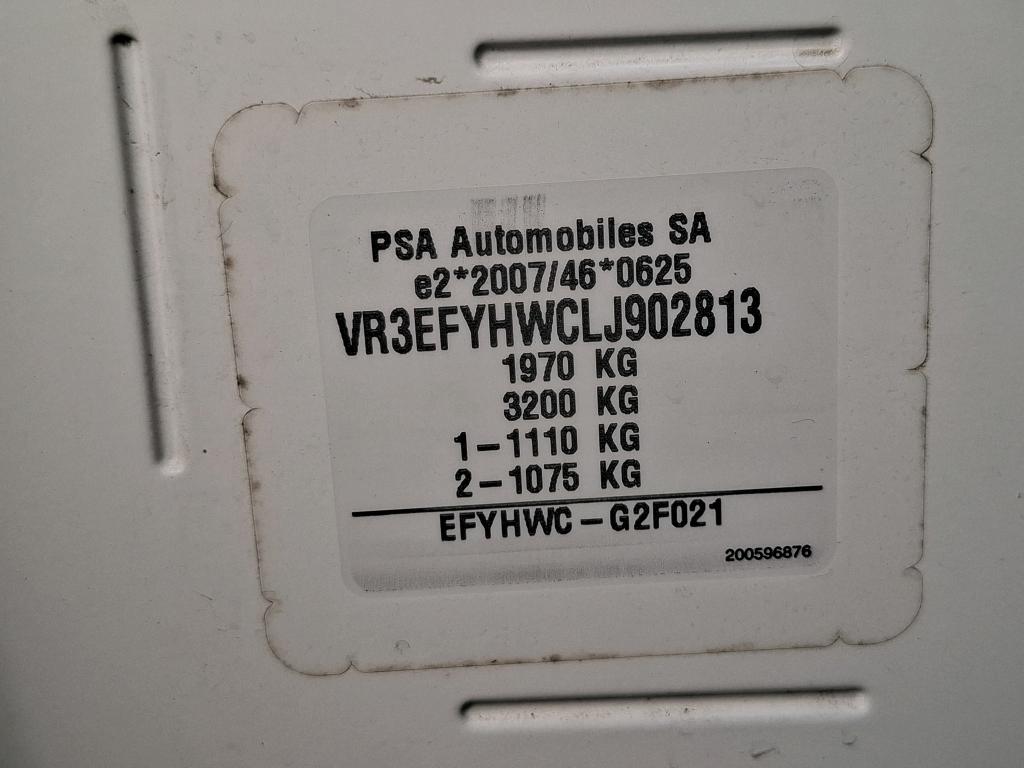 PSA Automobiles SA
e2*2007/46*0625
VR3EFYHWCLJ902813
1970 KG
3200 KG
1-1110 KG
2-1075 KG
EFYHWC-G2F021
200596876